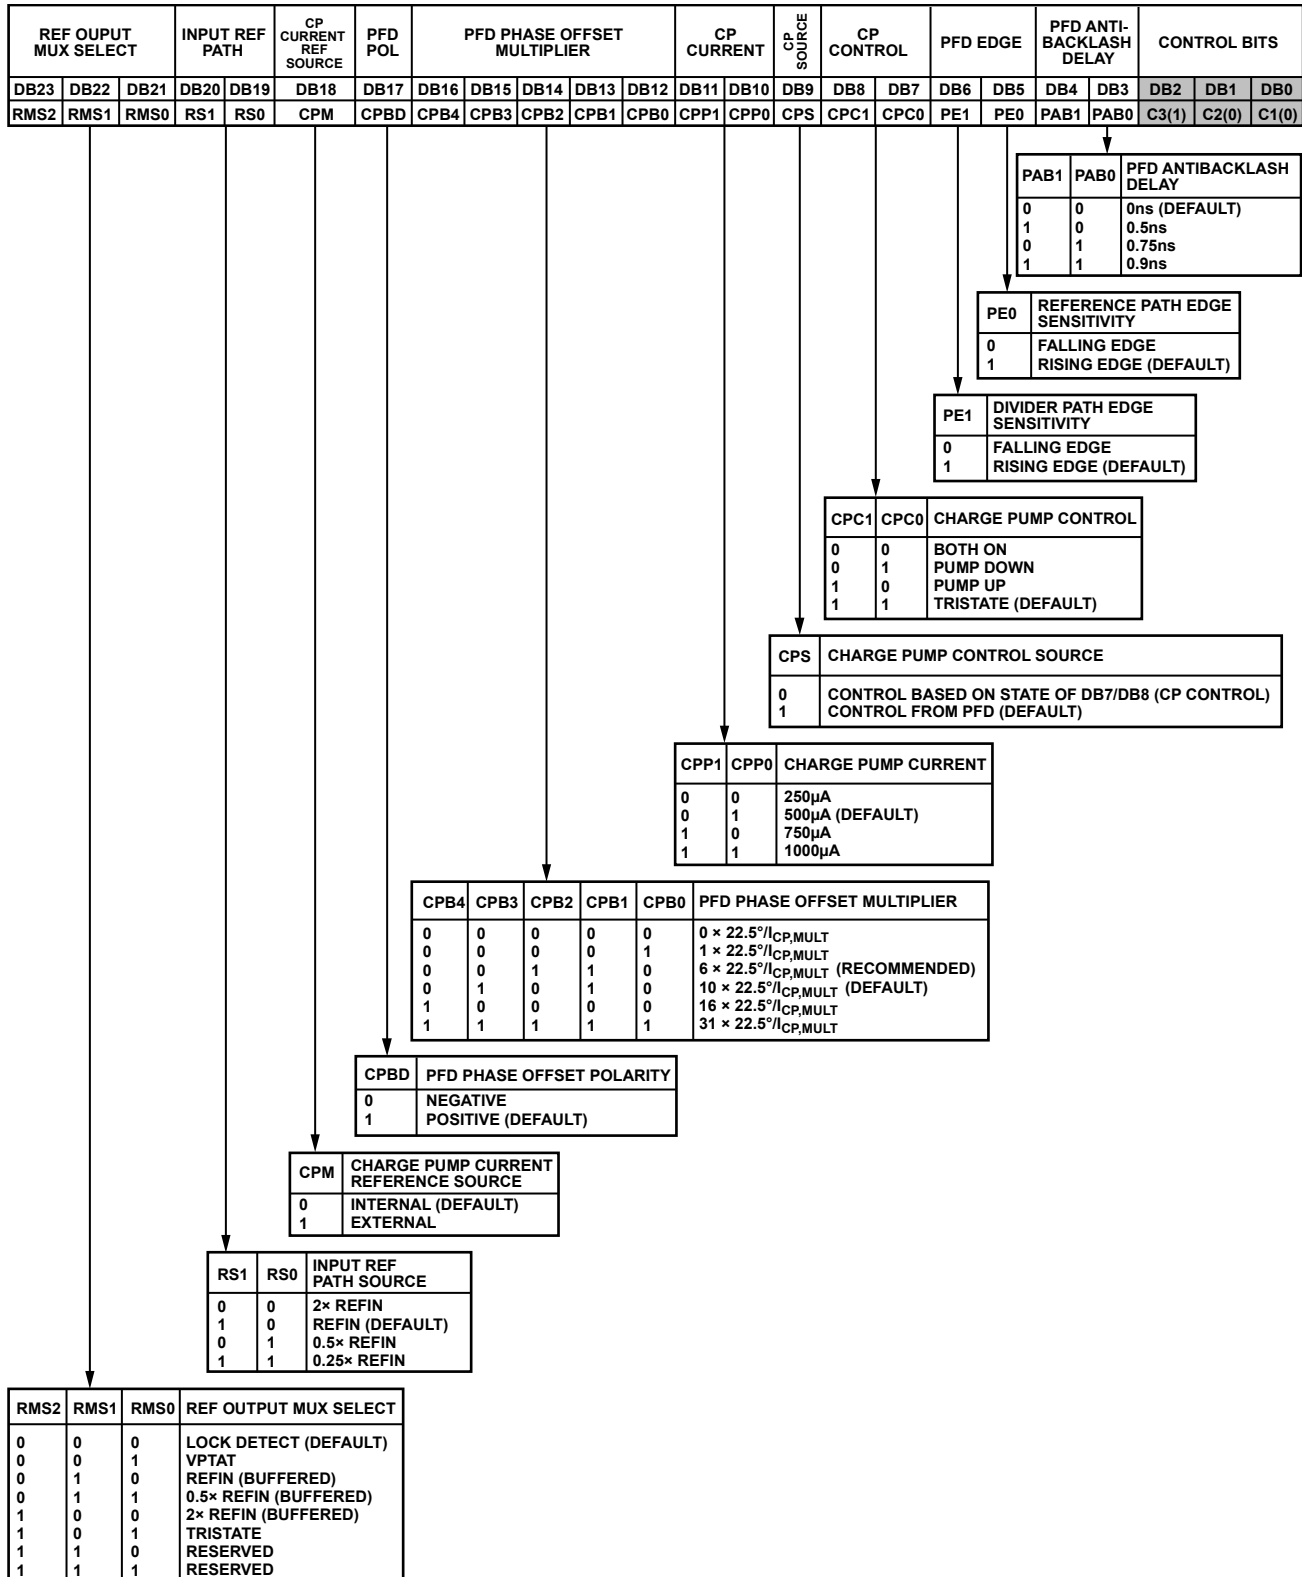 REF OUPUT MUX SELECT | INPUT REF PATH | CP CURRENT REF SOURCE | PFD POL | PFD PHASE OFFSET MULTIPLIER | CP CURRENT | CP SOURCE | CP CONTROL | PFD EDGE | PFD ANTI-BACKLASH DELAY | CONTROL BITS
DB23 DB22 DB21 DB20 DB19 DB18 DB17 DB16 DB15 DB14 DB13 DB12 DB11 DB10 DB9 DB8 DB7 DB6 DB5 DB4 DB3 DB2 DB1 DB0
RMS2 RMS1 RMS0 RS1 RS0 CPM CPBD CPB4 CPB3 CPB2 CPB1 CPB0 CPP1 CPP0 CPS CPC1 CPC0 PE1 PE0 PAB1 PAB0 C3(1) C2(0) C1(0)
PAB1 PAB0 PFD ANTIBACKLASH DELAY
0 0 0ns (DEFAULT)
1 0 0.5ns
0 1 0.75ns
1 1 0.9ns
PE0 REFERENCE PATH EDGE SENSITIVITY
0 FALLING EDGE
1 RISING EDGE (DEFAULT)
PE1 DIVIDER PATH EDGE SENSITIVITY
0 FALLING EDGE
1 RISING EDGE (DEFAULT)
CPC1 CPC0 CHARGE PUMP CONTROL
0 0 BOTH ON
0 1 PUMP DOWN
1 0 PUMP UP
1 1 TRISTATE (DEFAULT)
CPS CHARGE PUMP CONTROL SOURCE
0 CONTROL BASED ON STATE OF DB7/DB8 (CP CONTROL)
1 CONTROL FROM PFD (DEFAULT)
CPP1 CPP0 CHARGE PUMP CURRENT
0 0 250µA
0 1 500µA (DEFAULT)
1 0 750µA
1 1 1000µA
CPB4 CPB3 CPB2 CPB1 CPB0 PFD PHASE OFFSET MULTIPLIER
0 0 0 0 0 0 × 22.5°/ICP,MULT
0 0 0 0 1 1 × 22.5°/ICP,MULT
0 0 1 1 0 6 × 22.5°/ICP,MULT (RECOMMENDED)
0 1 0 1 0 10 × 22.5°/ICP,MULT (DEFAULT)
1 0 0 0 0 16 × 22.5°/ICP,MULT
1 1 1 1 1 31 × 22.5°/ICP,MULT
CPBD PFD PHASE OFFSET POLARITY
0 NEGATIVE
1 POSITIVE (DEFAULT)
CPM CHARGE PUMP CURRENT REFERENCE SOURCE
0 INTERNAL (DEFAULT)
1 EXTERNAL
RS1 RS0 INPUT REF PATH SOURCE
0 0 2× REFIN
1 0 REFIN (DEFAULT)
0 1 0.5× REFIN
1 1 0.25× REFIN
RMS2 RMS1 RMS0 REF OUTPUT MUX SELECT
0 0 0 LOCK DETECT (DEFAULT)
0 0 1 VPTAT
0 1 0 REFIN (BUFFERED)
0 1 1 0.5× REFIN (BUFFERED)
1 0 0 2× REFIN (BUFFERED)
1 0 1 TRISTATE
1 1 0 RESERVED
1 1 1 RESERVED